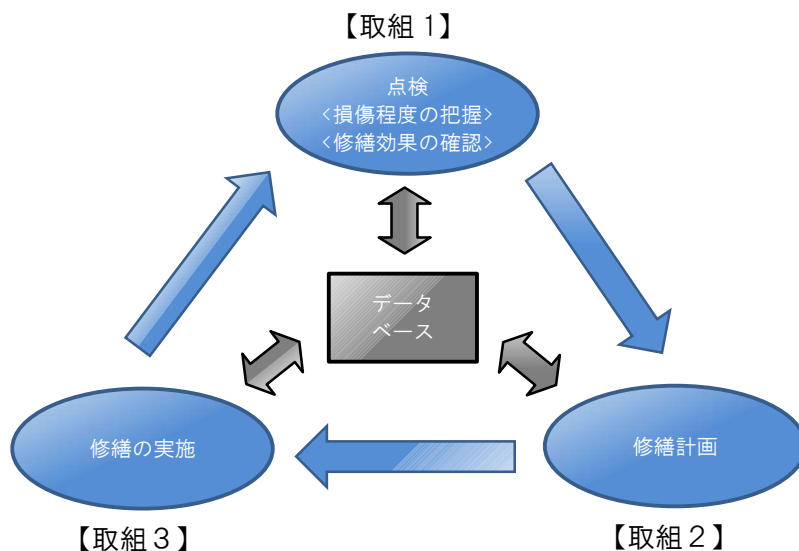 【取組1】
点検
<損傷程度の把握>
<修繕効果の確認>
データ
ベース
修繕の実施
修繕計画
【取組3】
【取組2】